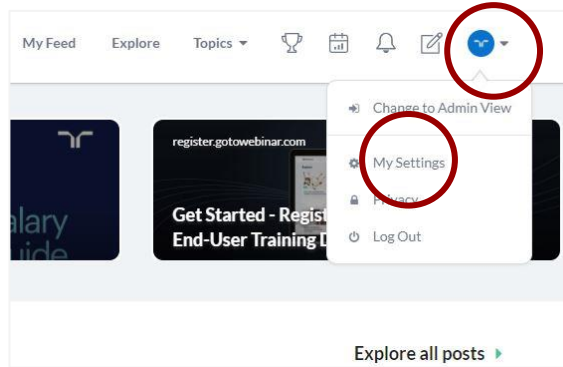 My Feed Explore Topics
Change to Admin View
My Settings
Privacy
Log Out
register.gotowebinar.com
Get Started - Regist
End-User Training
alary
uide
Explore all posts